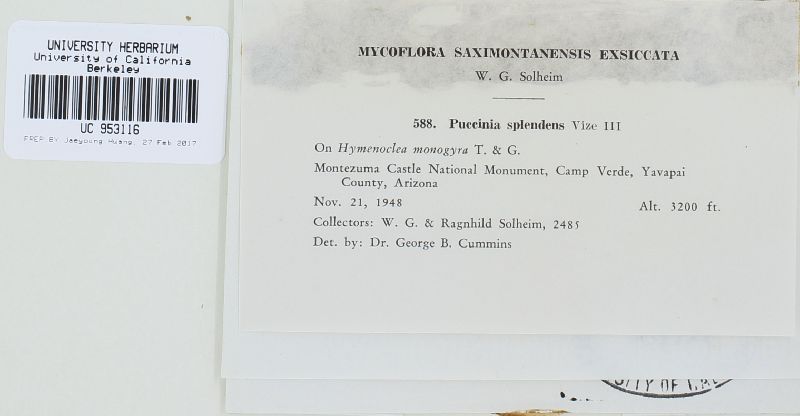 UNIVERSITY HERBARIUM
University of California
Berkeley
UC 953116
PREP BY Jaeyoung Huang, 27 Feb 2017
MYCOFLORA SAXIMONTANENSIS EXSICCATA
W. G. Solheim
588. Puccinia splendens Vize III
On Hymenoclea monogyra T. & G.
Montezuma Castle National Monument, Camp Verde, Yavapai
County, Arizona
Nov. 21, 1948 Alt. 3200 ft.
Collectors: W. G. & Ragnhild Solheim, 2485
Det. by: Dr. George B. Cummins
OF